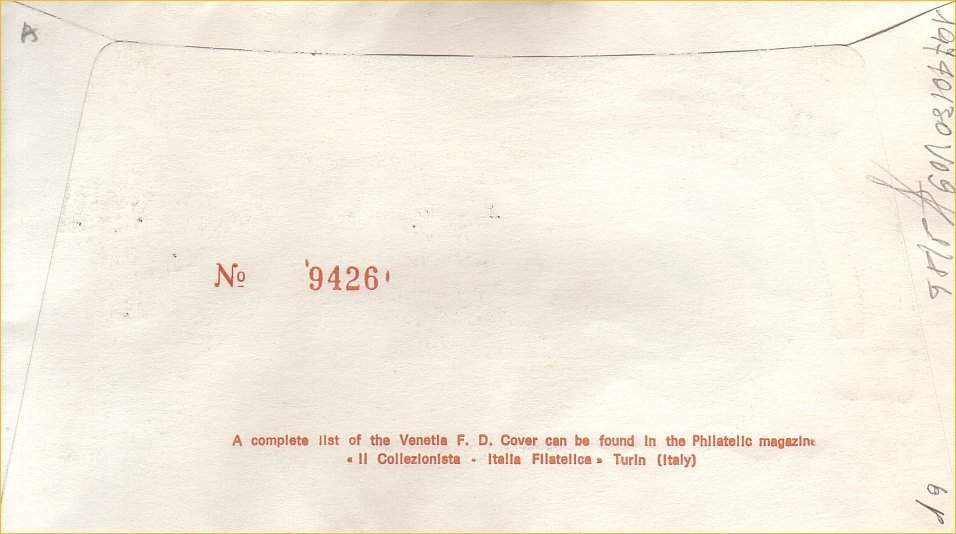 A
No 9426
A complete list of the Venetia F. D. Cover can be found in the Philatelic magazine
« Il Collezionista - Italia Filatelica » Turin (Italy)